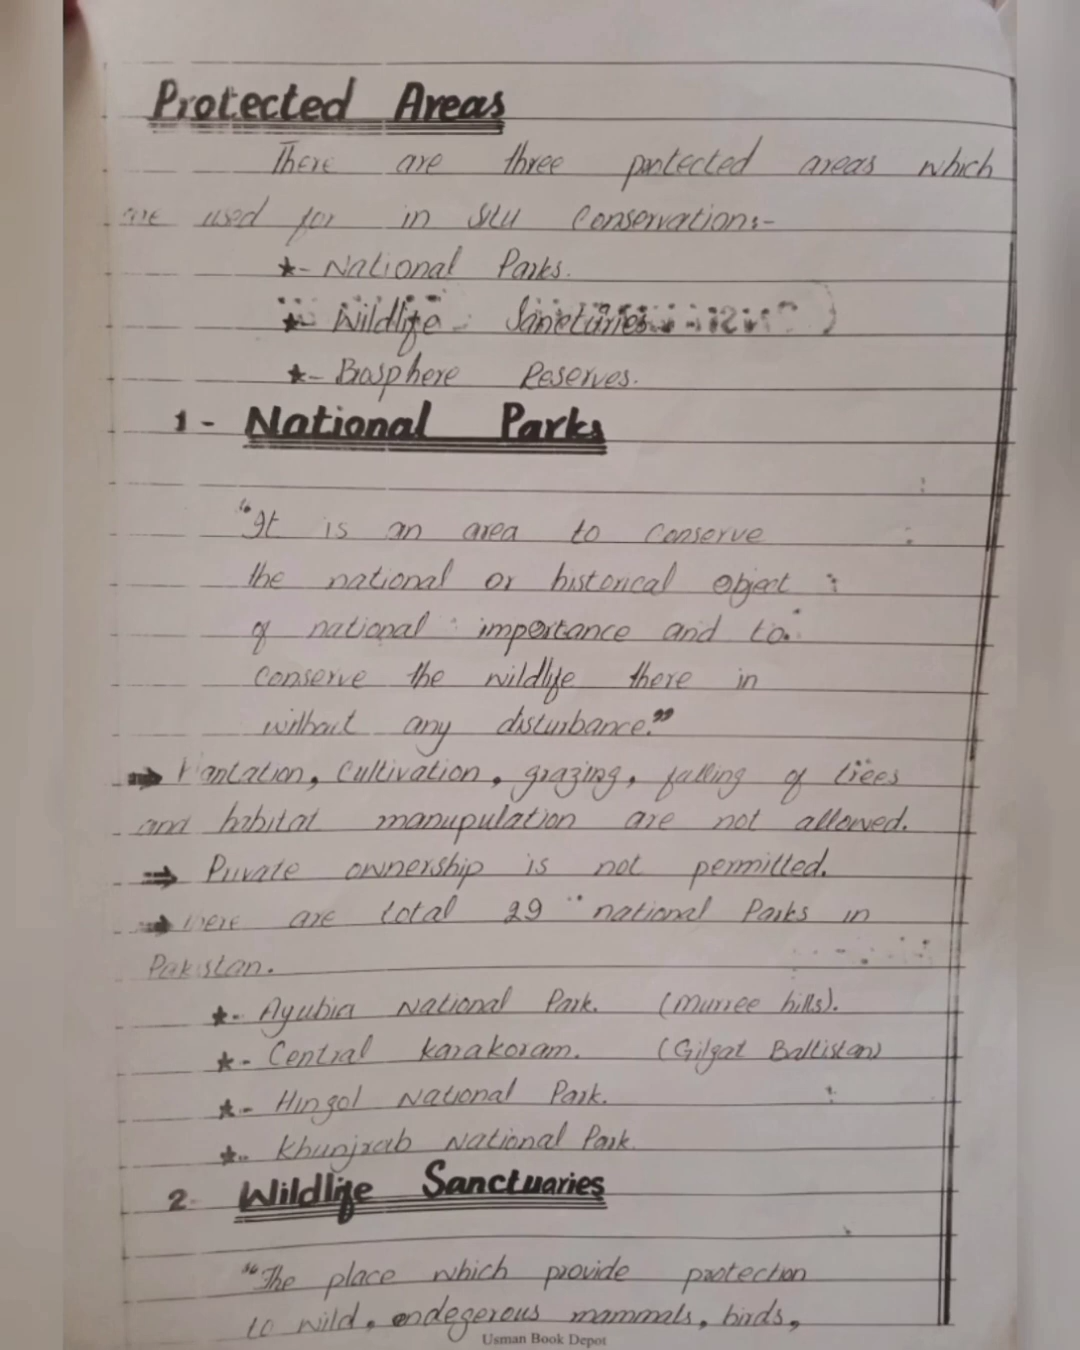 Protected Areas
There are three protected areas which
are used for in situ Conservation:-
★- National Parks.
★- Wildlife Sancturies.
★- Biosphere Reserves.
1- National Parks
"It is an area to conserve
the national or historical object
of national importance and to
conserve the wildlife there in
without any disturbance."
⇒ Plantation, Cultivation, grazing, falling of trees
and habitat manupulation are not allowed.
⇒ Private ownership is not permitted.
⇒ There are total 29 national Parks in
Pakistan.
★- Ayubia National Park. (Murree hills).
★- Central Karakoram. (Gilgat Baltistan)
★- Hingol National Park.
★- Khunjrab National Park.
2- Wildlife Sanctuaries
"The place which provide protection
to wild, endegerous mammals, birds,
Usman Book Depot